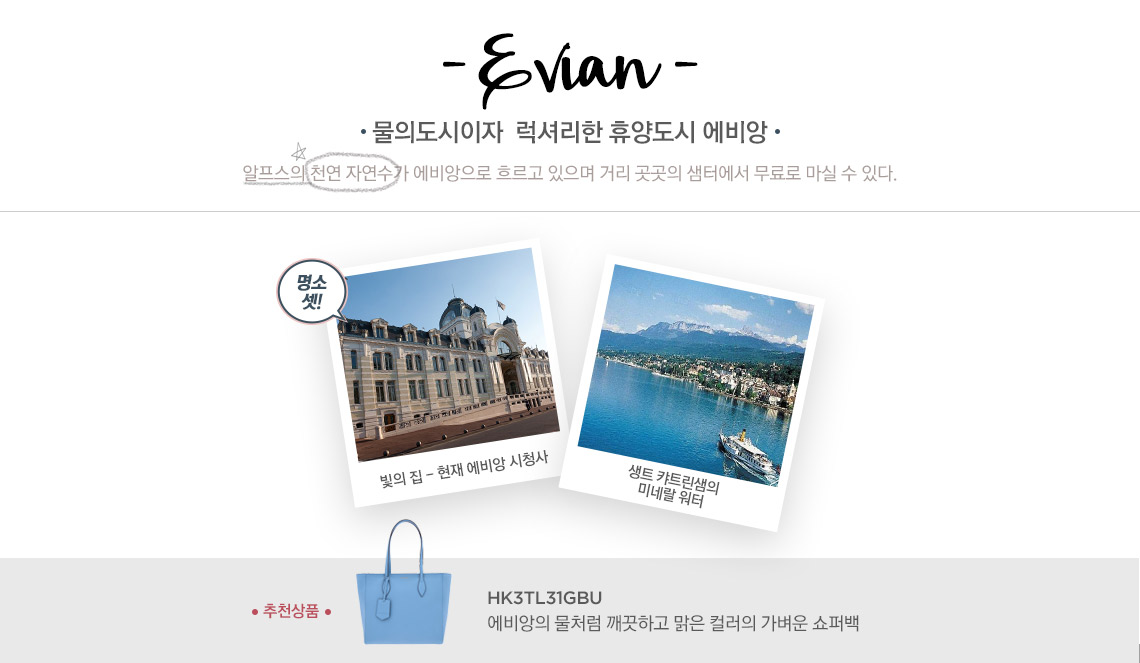 - Evian -
• 물의도시이자 럭셔리한 휴양도시 에비앙 •
알프스의 천연 자연수가 에비앙으로 흐르고 있으며 거리 곳곳의 샘터에서 무료로 마실 수 있다.
명소
셋!
빛의 집 - 현재 에비앙 시청사
생트 캬트린샘의
미네랄 워터
• 추천상품 •
HK3TL31GBU
에비앙의 물처럼 깨끗하고 맑은 컬러의 가벼운 쇼퍼백